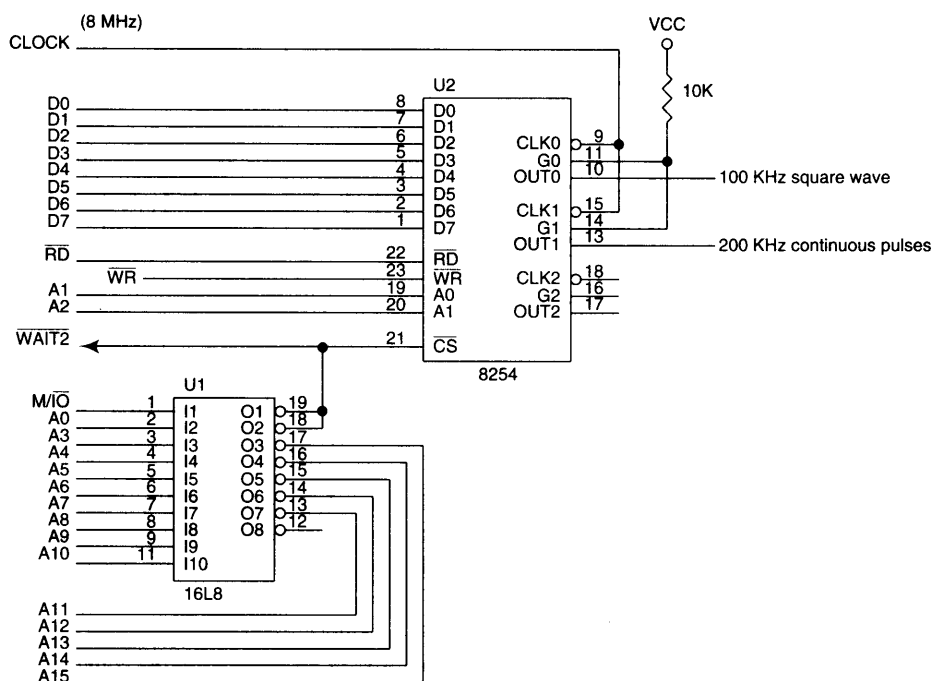 (8 MHz)
CLOCK
VCC
10K
U2
D0 8 D0
D1 7 D1
D2 6 D2
D3 5 D3
D4 4 D4
D5 3 D5
D6 2 D6
D7 1 D7
RD 22 RD
WR 23 WR
A1 19 A0
A2 20 A1
WAIT2 21 CS
CLK0 9
G0 11
OUT0 10 100 KHz square wave
CLK1 15
G1 14
OUT1 13 200 KHz continuous pulses
CLK2 18
G2 16
OUT2 17
8254
U1
M/IO 1 I1 O1 19
A0 2 I2 O2 18
A3 3 I3 O3 17
A4 4 I4 O4 16
A5 5 I5 O5 15
A6 6 I6 O6 14
A7 7 I7 O7 13
A8 8 I8 O8 12
A9 9 I9
A10 11 I10
16L8
A11
A12
A13
A14
A15